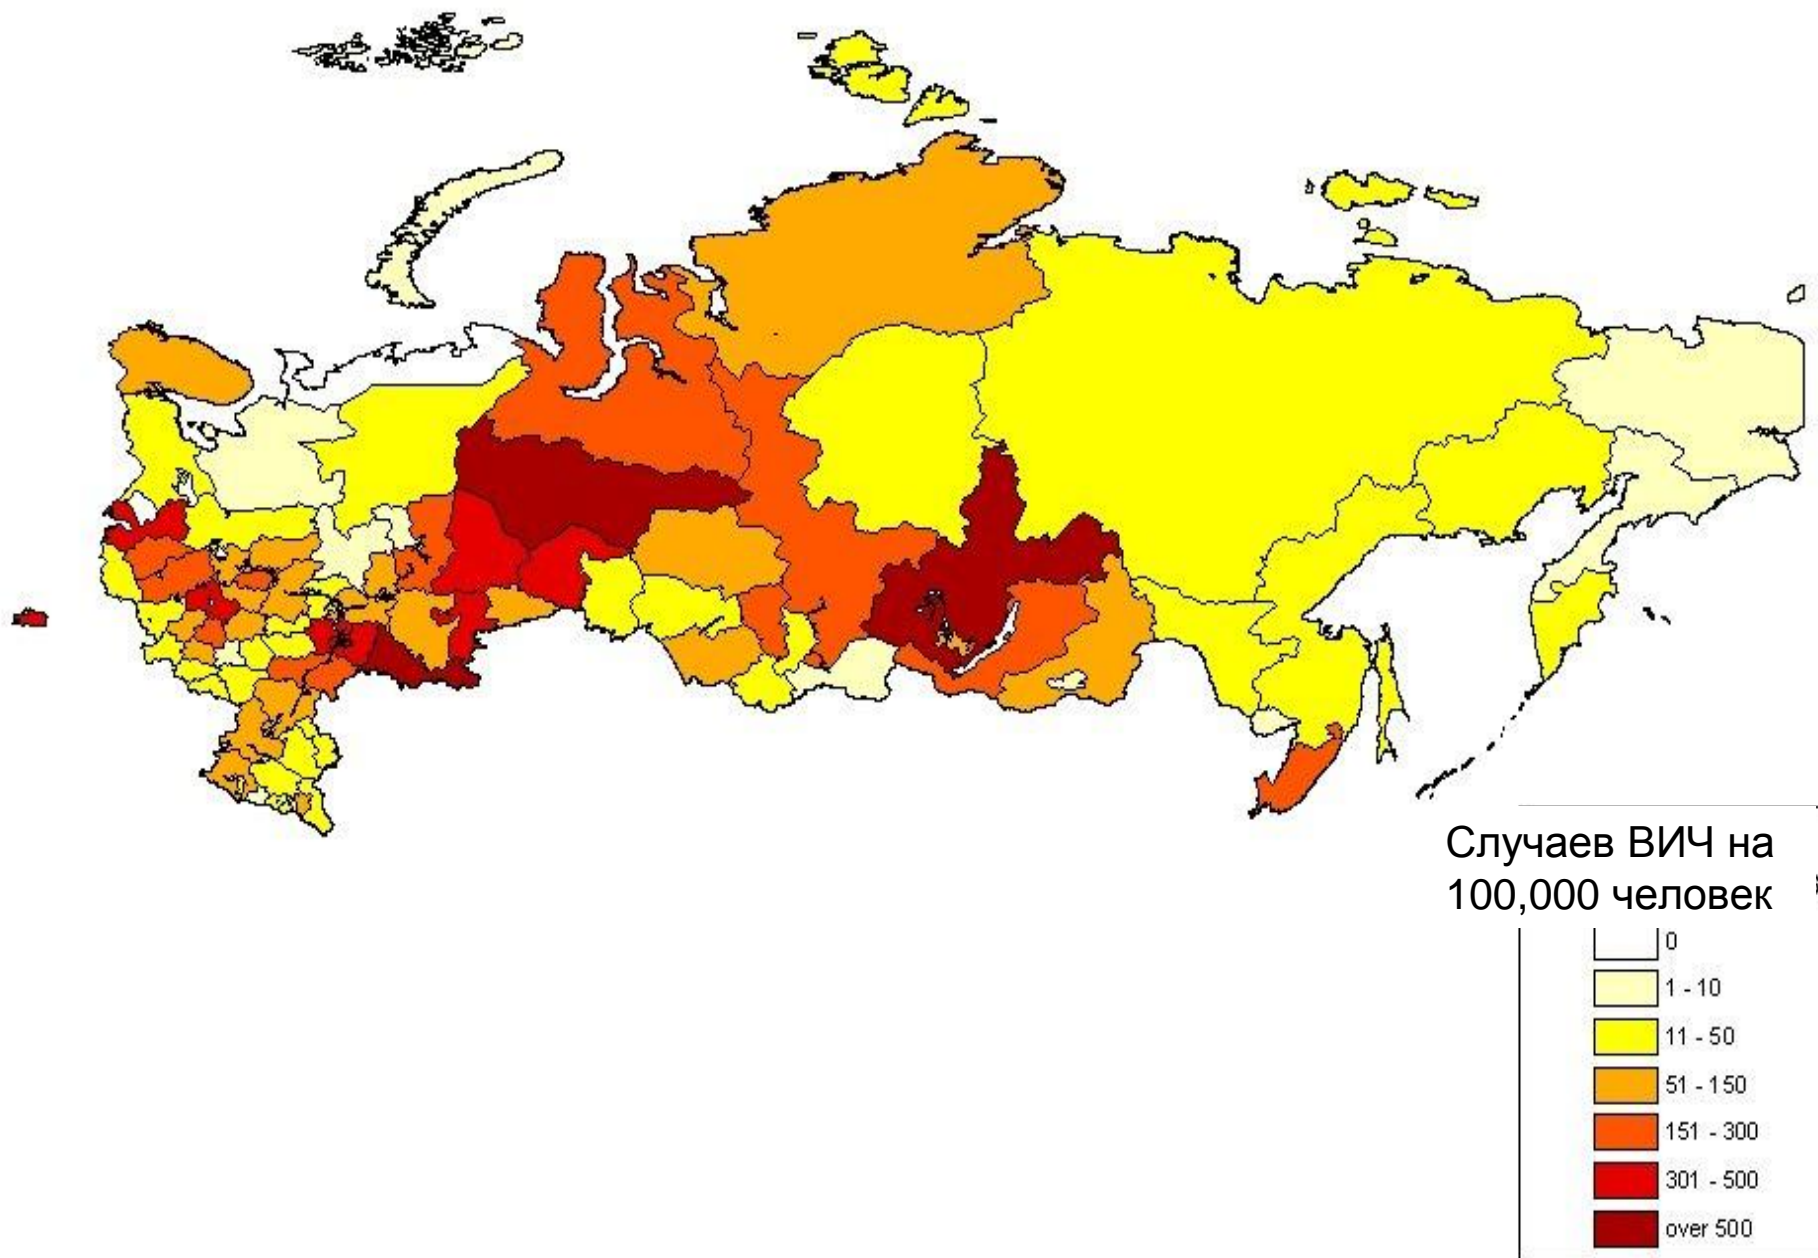 Случаев ВИЧ на
100,000 человек
0
1 - 10
11 - 50
51 - 150
151 - 300
301 - 500
over 500